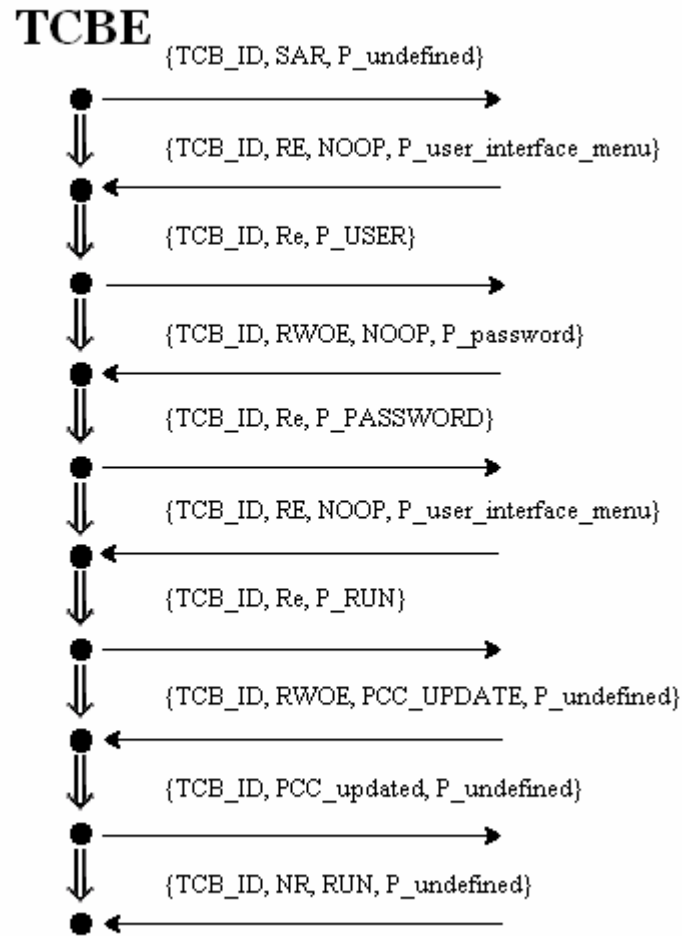 TCBE
{TCB_ID, SAR, P_undefined}
{TCB_ID, RE, NOOP, P_user_interface_menu}
{TCB_ID, Re, P_USER}
{TCB_ID, RWOE, NOOP, P_password}
{TCB_ID, Re, P_PASSWORD}
{TCB_ID, RE, NOOP, P_user_interface_menu}
{TCB_ID, Re, P_RUN}
{TCB_ID, RWOE, PCC_UPDATE, P_undefined}
{TCB_ID, PCC_updated, P_undefined}
{TCB_ID, NR, RUN, P_undefined}